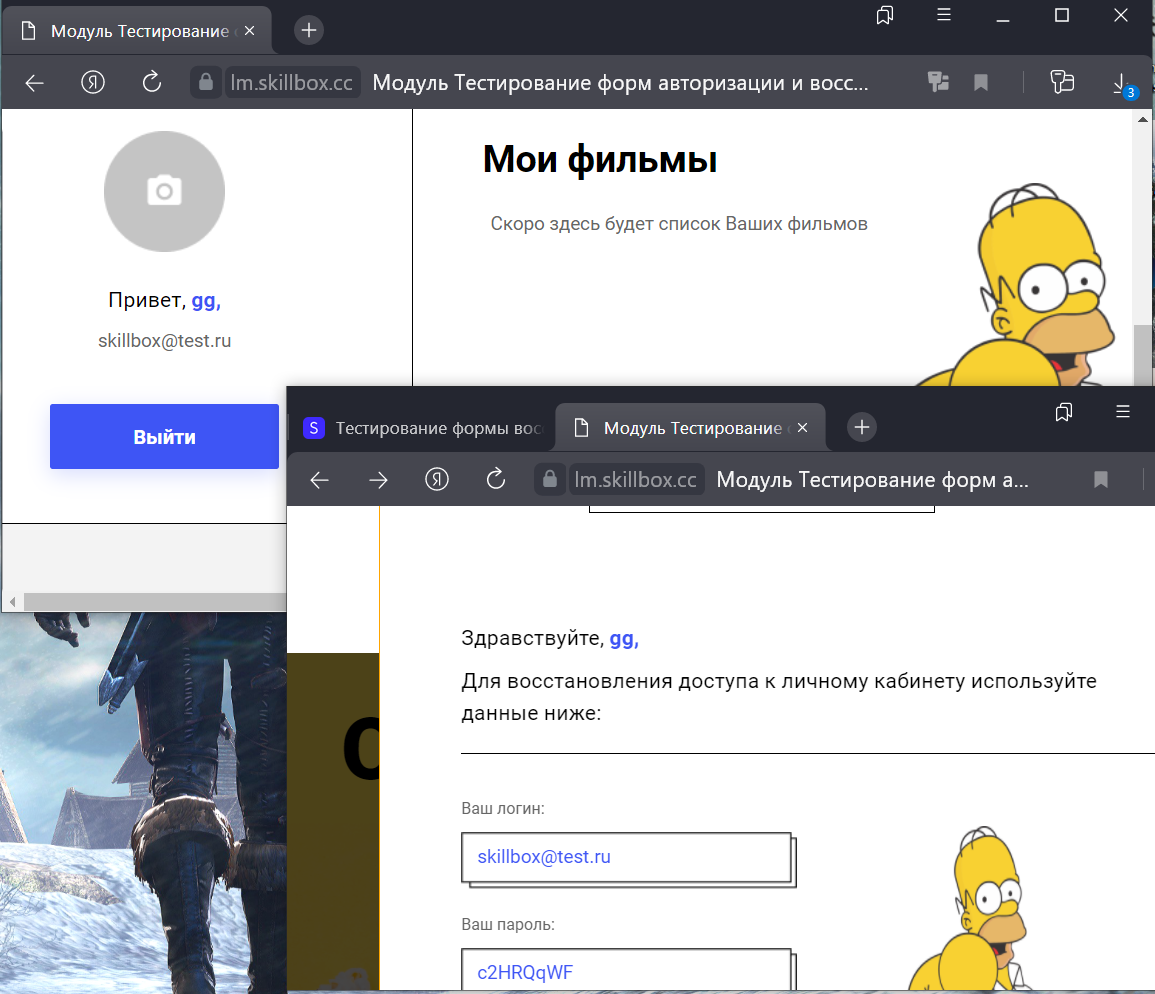 Модуль Тестирование
lm.skillbox.cc
Модуль Тестирование форм авторизации и восс...
3
Мои фильмы
Скоро здесь будет список Ваших фильмов
Привет, gg,
skillbox@test.ru
Выйти
S
Тестирование формы вос
Модуль Тестирование
lm.skillbox.cc
Модуль Тестирование форм а...
Здравствуйте, gg,
Для восстановления доступа к личному кабинету используйте
данные ниже:
Ваш логин:
skillbox@test.ru
Ваш пароль:
c2HRQqWF